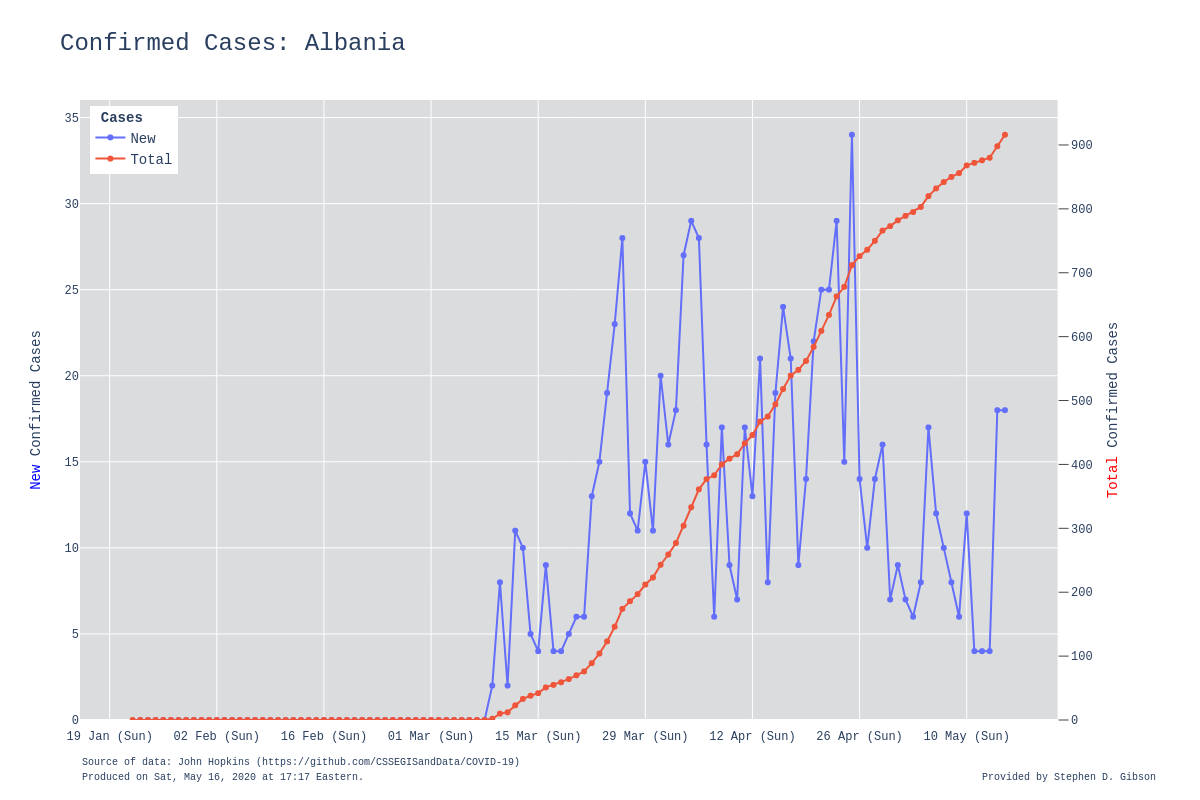 Confirmed Cases: Albania
Cases
New
Total
35
30
25
20
15
10
5
0
New Confirmed Cases
900
800
700
600
500
400
300
200
100
0
Total Confirmed Cases
19 Jan (Sun) 02 Feb (Sun) 16 Feb (Sun) 01 Mar (Sun) 15 Mar (Sun) 29 Mar (Sun) 12 Apr (Sun) 26 Apr (Sun) 10 May (Sun)
Source of data: John Hopkins (https://github.com/CSSEGISandData/COVID-19)
Produced on Sat, May 16, 2020 at 17:17 Eastern.
Provided by Stephen D. Gibson